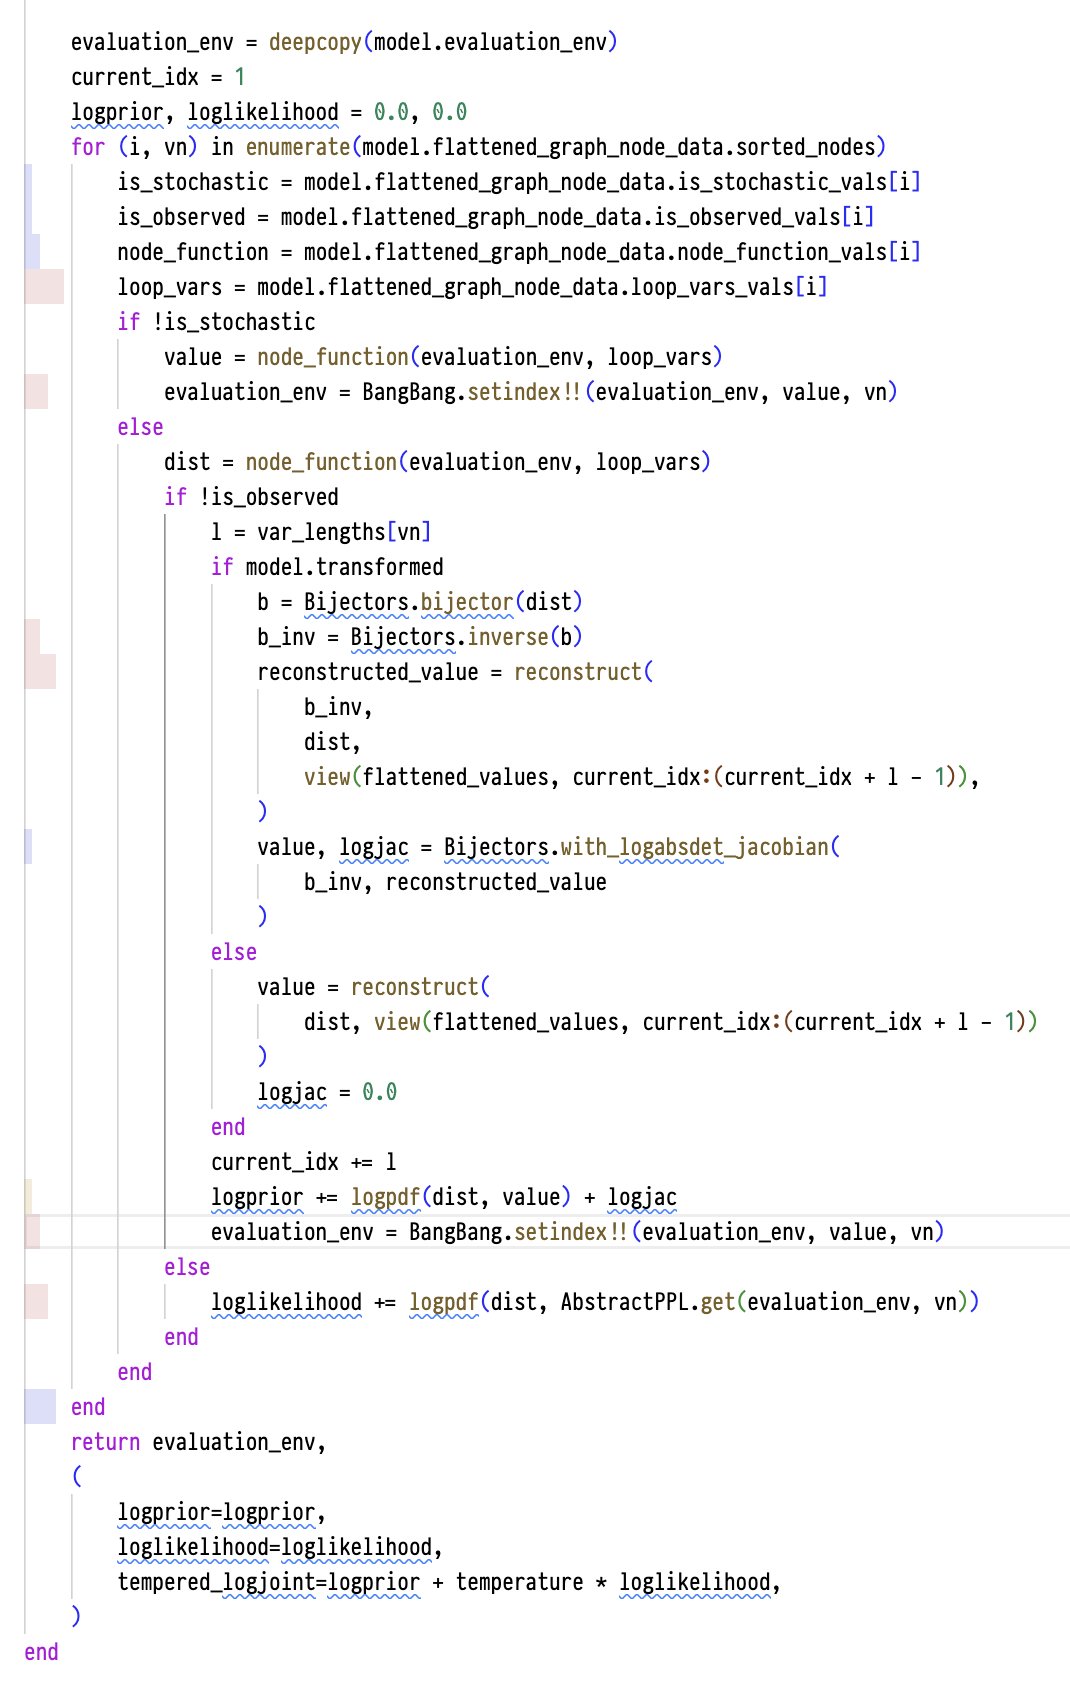 evaluation_env = deepcopy(model.evaluation_env)
current_idx = 1
logprior, loglikelihood = 0.0, 0.0
for (i, vn) in enumerate(model.flattened_graph_node_data.sorted_nodes)
    is_stochastic = model.flattened_graph_node_data.is_stochastic_vals[i]
    is_observed = model.flattened_graph_node_data.is_observed_vals[i]
    node_function = model.flattened_graph_node_data.node_function_vals[i]
    loop_vars = model.flattened_graph_node_data.loop_vars_vals[i]
    if !is_stochastic
        value = node_function(evaluation_env, loop_vars)
        evaluation_env = BangBang.setindex!!(evaluation_env, value, vn)
    else
        dist = node_function(evaluation_env, loop_vars)
        if !is_observed
            l = var_lengths[vn]
            if model.transformed
                b = Bijectors.bijector(dist)
                b_inv = Bijectors.inverse(b)
                reconstructed_value = reconstruct(
                    b_inv,
                    dist,
                    view(flattened_values, current_idx:(current_idx + l - 1)),
                )
                value, logjac = Bijectors.with_logabsdet_jacobian(
                    b_inv, reconstructed_value
                )
            else
                value = reconstruct(
                    dist, view(flattened_values, current_idx:(current_idx + l - 1))
                )
                logjac = 0.0
            end
            current_idx += l
            logprior += logpdf(dist, value) + logjac
            evaluation_env = BangBang.setindex!!(evaluation_env, value, vn)
        else
            loglikelihood += logpdf(dist, AbstractPPL.get(evaluation_env, vn))
        end
    end
end
return evaluation_env,
(
    logprior=logprior,
    loglikelihood=loglikelihood,
    tempered_logjoint=logprior + temperature * loglikelihood,
)
end